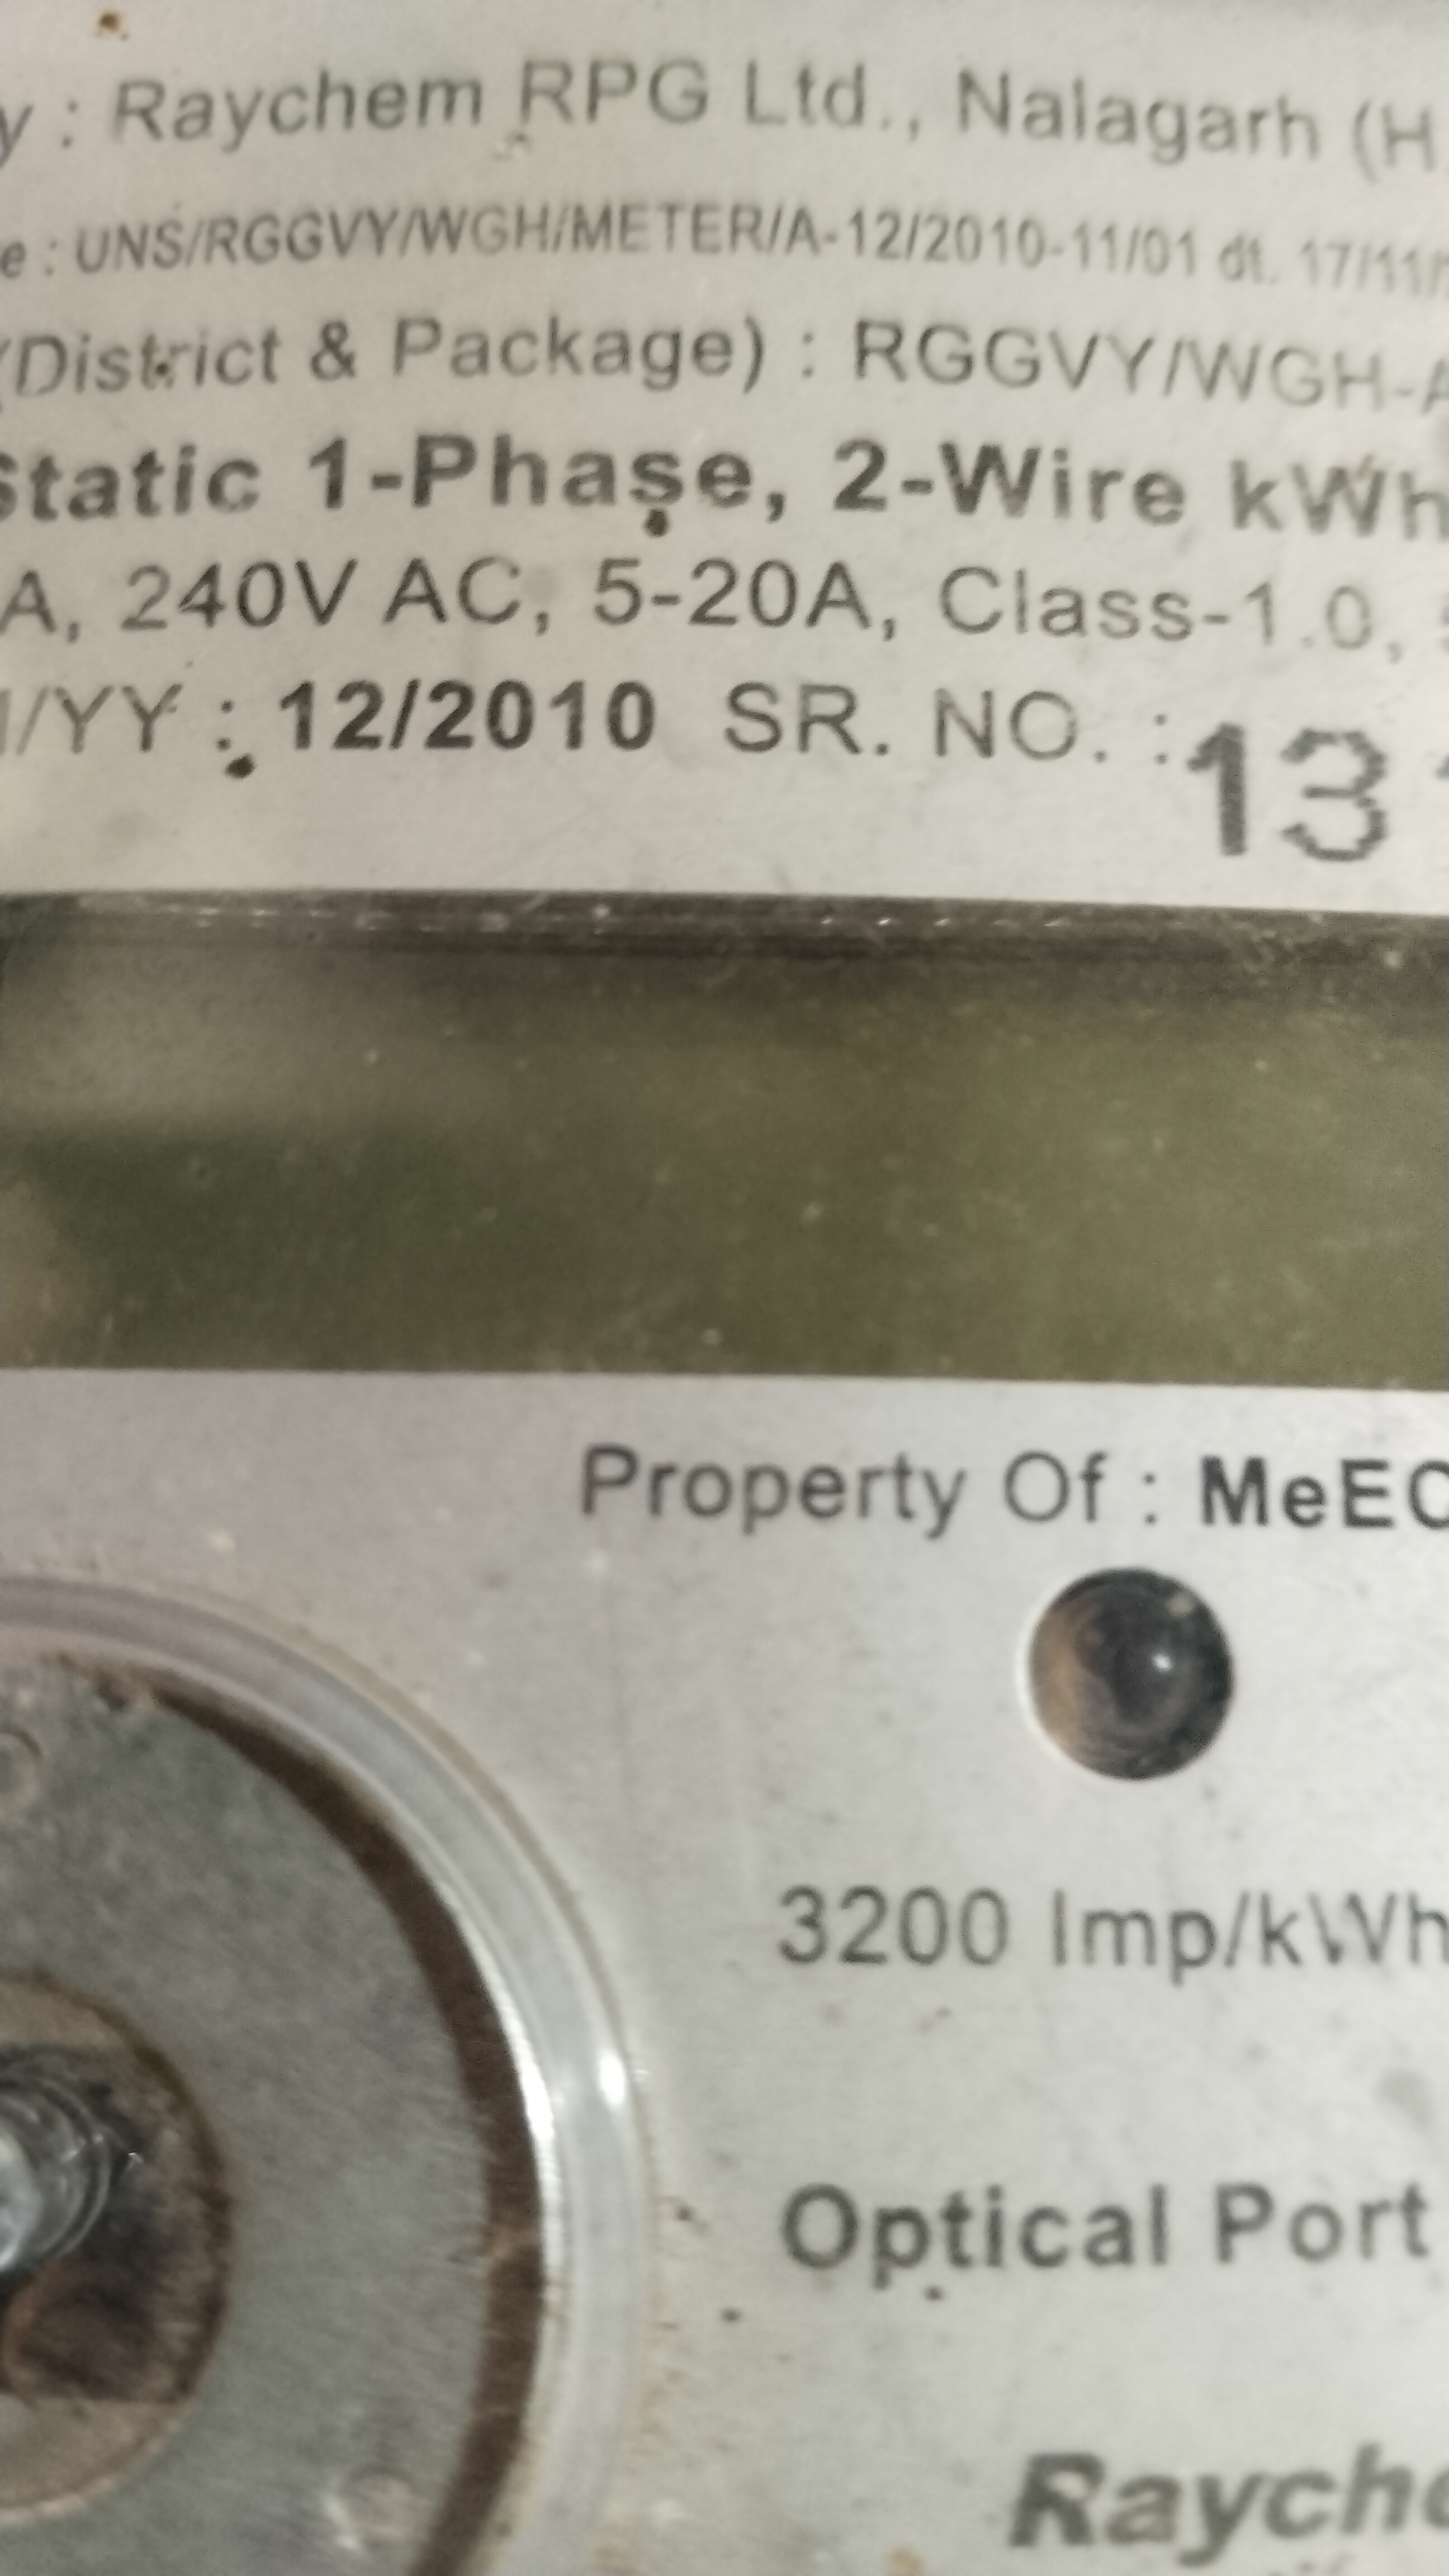 y : Raychem RPG Ltd., Nalagarh (H.
e : UNS/RGGVY/WGH/METER/A-12/2010-11/01 dt. 17/11/
(District & Package) : RGGVY/WGH-A
Static 1-Phase, 2-Wire kWh
A, 240V AC, 5-20A, Class-1.0,
/YY : 12/2010 SR. NO. : 13
Property Of : MeEC
3200 Imp/kWh
Optical Port
Rayche